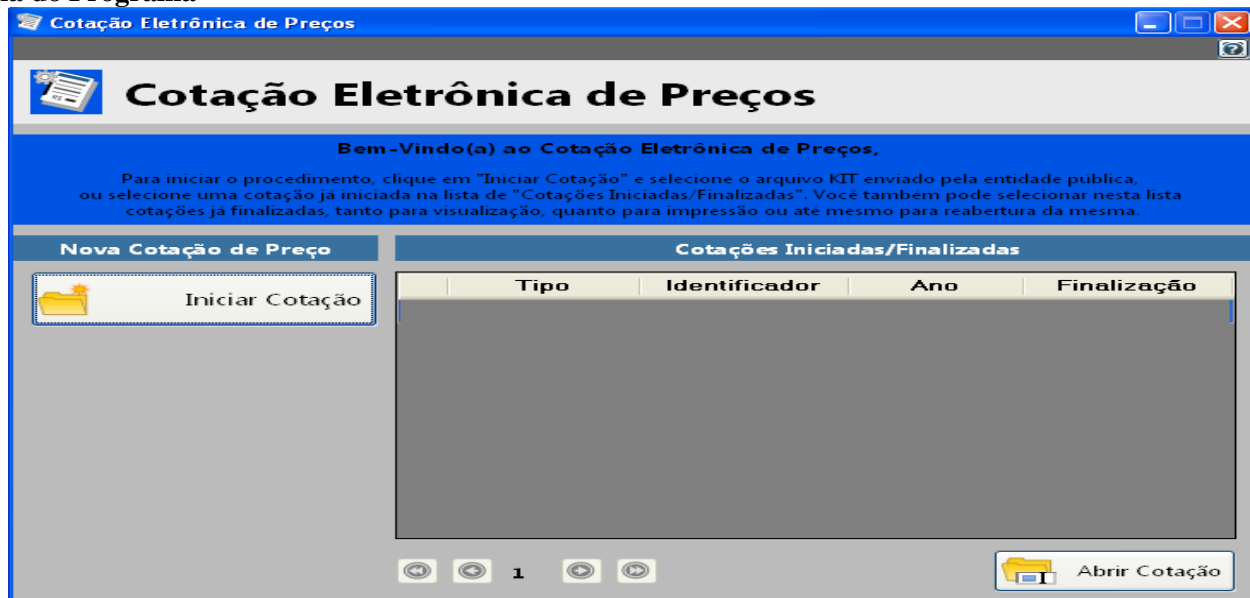 a do Programa
Cotação Eletrônica de Preços
Cotação Eletrônica de Preços
Bem-Vindo(a) ao Cotação Eletrônica de Preços,
Para iniciar o procedimento, clique em "Iniciar Cotação" e selecione o arquivo KIT enviado pela entidade pública,
ou selecione uma cotação já iniciada na lista de "Cotações Iniciadas/Finalizadas". Você também pode selecionar nesta lista
cotações já finalizadas, tanto para visualização, quanto para impressão ou até mesmo para reabertura da mesma.
Nova Cotação de Preço
Cotações Iniciadas/Finalizadas
Iniciar Cotação
Tipo Identificador Ano Finalização
1
Abrir Cotação